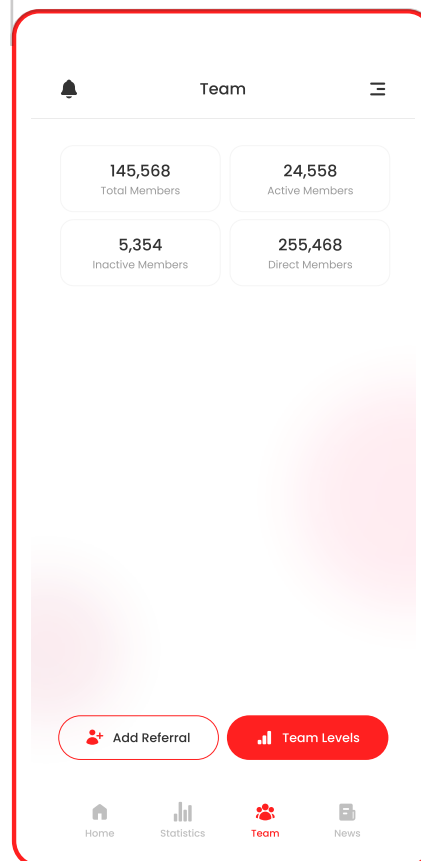 Team
145,568
Total Members
24,558
Active Members
5,354
Inactive Members
255,468
Direct Members
Add Referral
Team Levels
Home
Statistics
Team
News